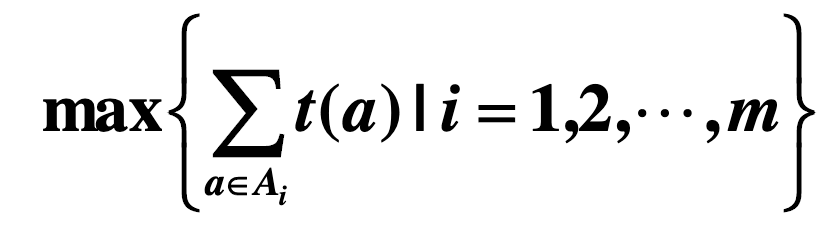 max{∑_{a∈A_i} t(a) | i = 1,2,⋯,m}